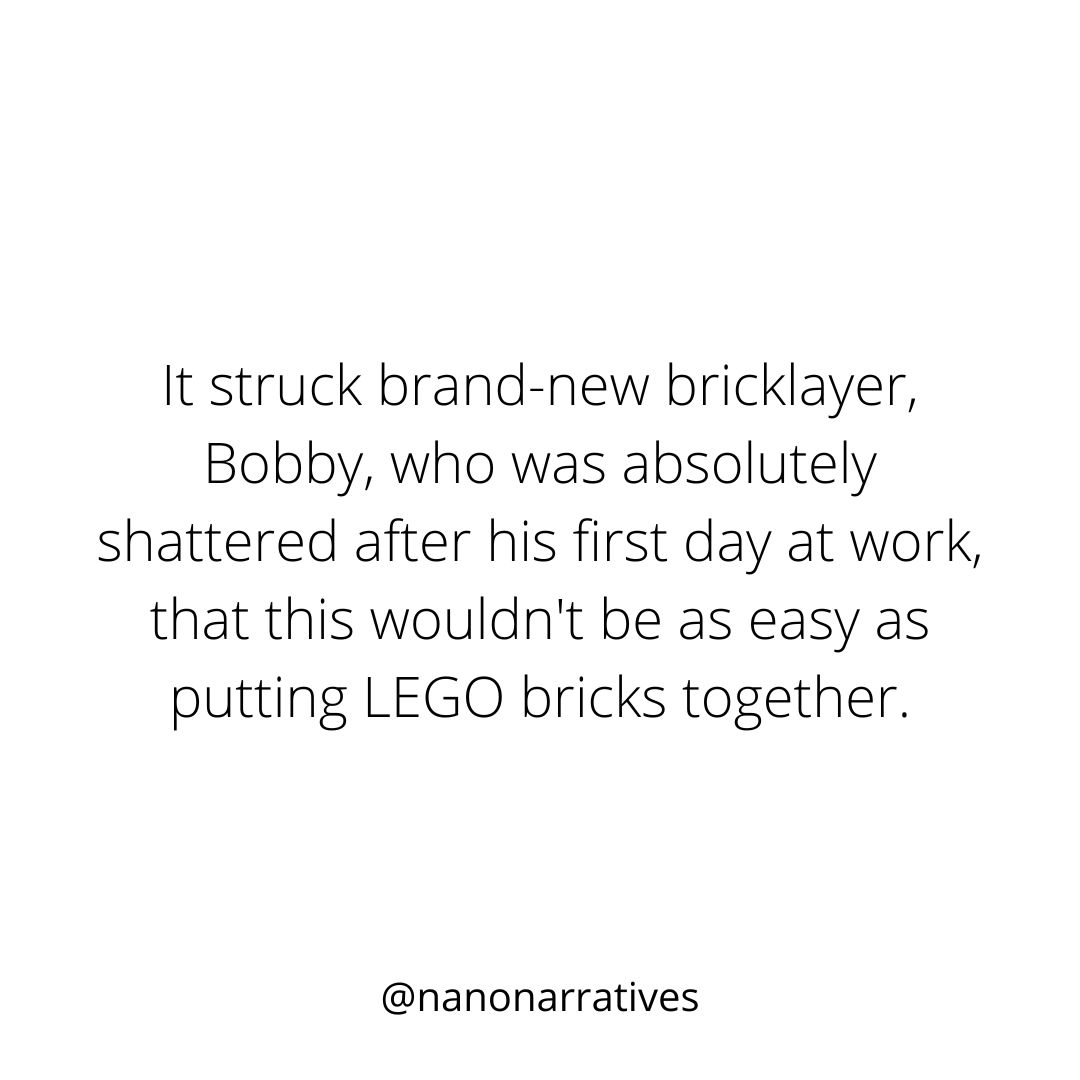 It struck brand-new bricklayer,
Bobby, who was absolutely
shattered after his first day at work,
that this wouldn't be as easy as
putting LEGO bricks together.
@nanonarratives